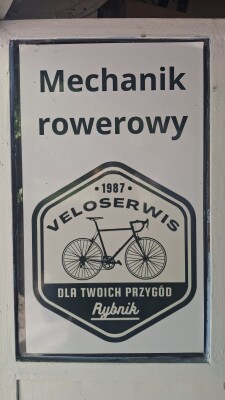 Mechanik
rowerowy
• 1987 •
VELOSERWIS
DLA TWOICH PRZYGÓD
Rybnik